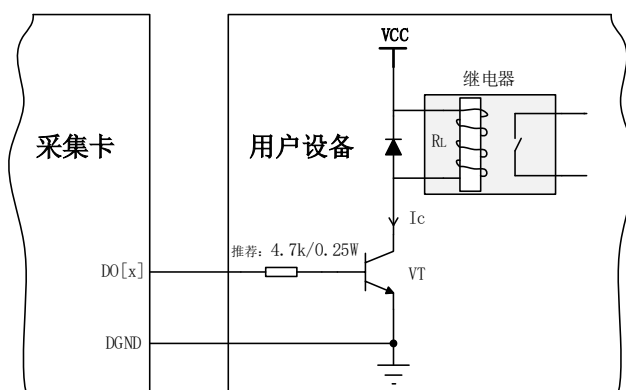 VCC
继电器
采集卡
用户设备
RL
Ic
推荐: 4.7k/0.25W
DO[x]
VT
DGND